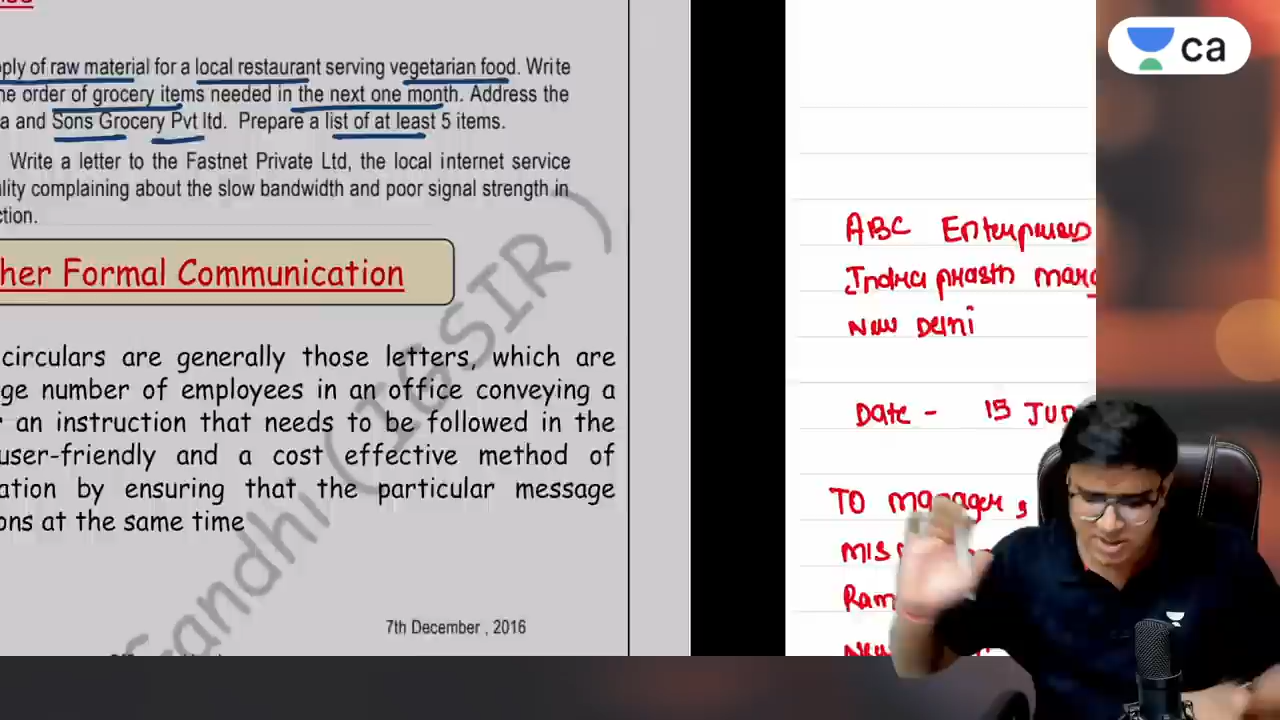 ply of raw material for a local restaurant serving vegetarian food. Write
ne order of grocery items needed in the next one month. Address the
a and Sons Grocery Pvt ltd. Prepare a list of at least 5 items.
Write a letter to the Fastnet Private Ltd, the local internet service
lity complaining about the slow bandwidth and poor signal strength in
ction.
her Formal Communication
circulars are generally those letters, which are
ge number of employees in an office conveying a
r an instruction that needs to be followed in the
user-friendly and a cost effective method of
ation by ensuring that the particular message
ons at the same time
7th December , 2016
Gandhi (IGSIR)
ca
ABC Enterprises
Indraprasth marg
New Delhi
Date - 15 Jun
TO manager,